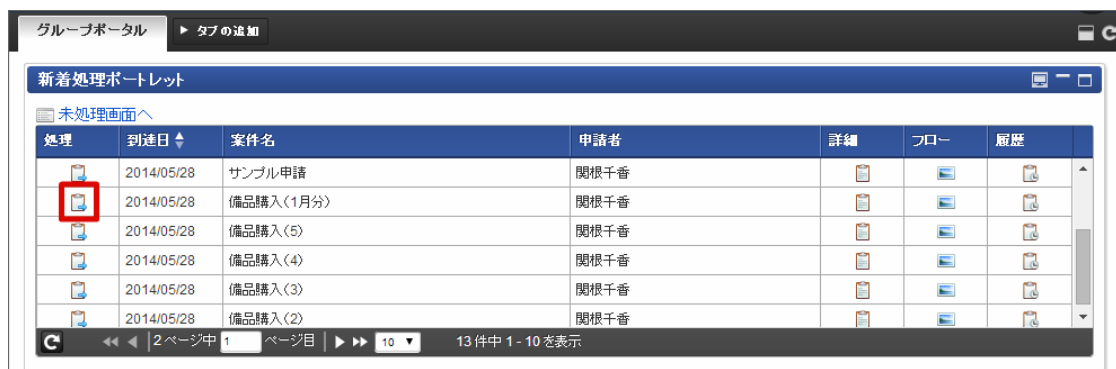 グループポータル ▶ タブの追加
新着処理ポートレット
未処理画面へ
処理 到達日 案件名 申請者 詳細 フロー 履歴
2014/05/28 サンプル申請 関根千香
2014/05/28 備品購入(1月分) 関根千香
2014/05/28 備品購入(5) 関根千香
2014/05/28 備品購入(4) 関根千香
2014/05/28 備品購入(3) 関根千香
2014/05/28 備品購入(2) 関根千香
2ページ中 1 ページ目 10 13 件中 1 - 10 を表示